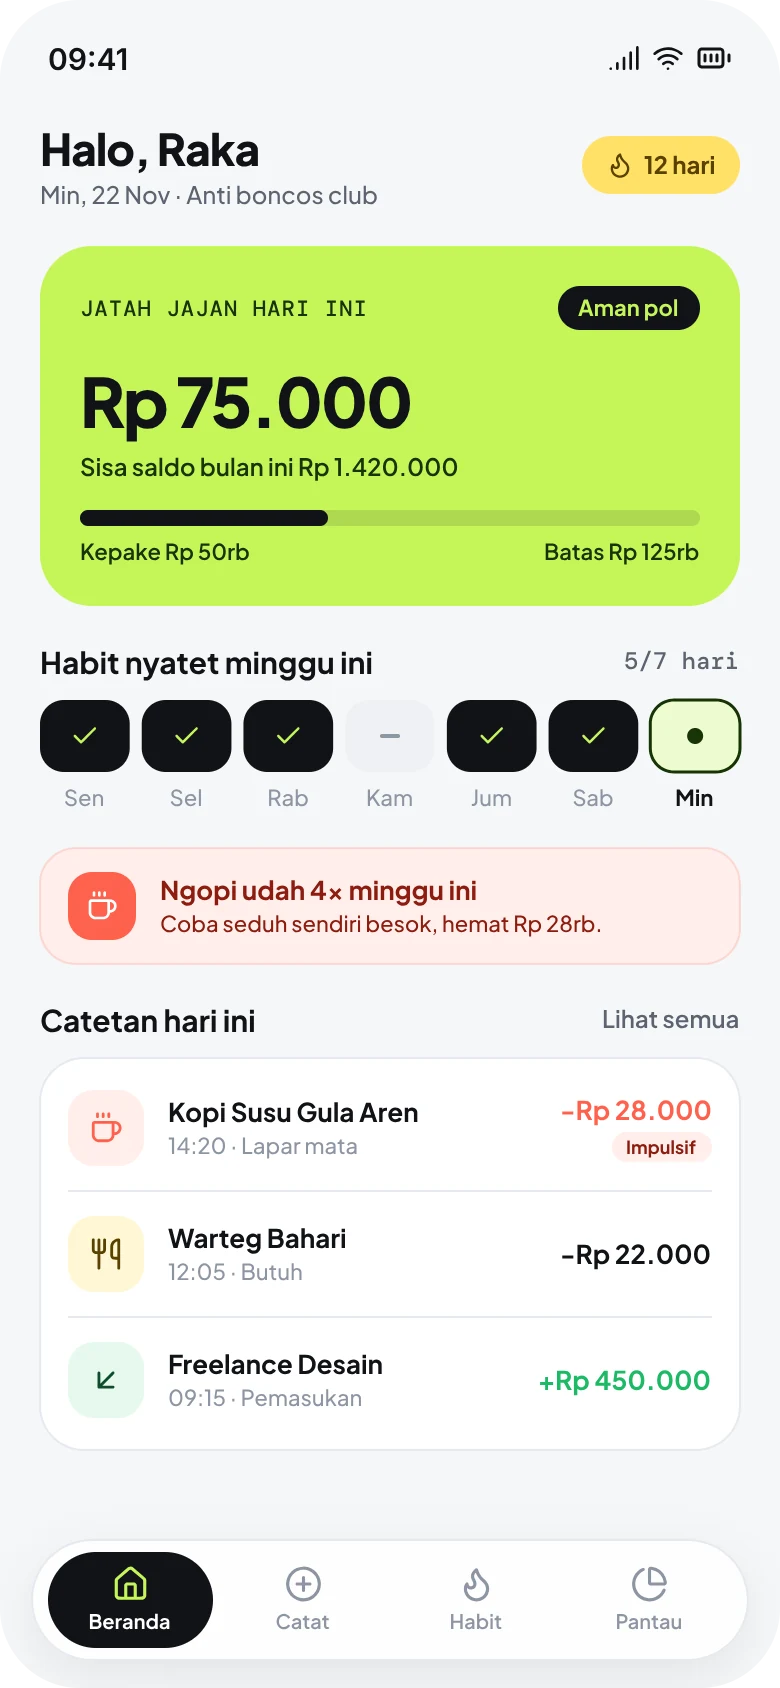 09:41
Halo, Raka
Min, 22 Nov · Anti boncos club
12 hari
JATAH JAJAN HARI INI
Aman pol
Rp 75.000
Sisa saldo bulan ini Rp 1.420.000
Kepake Rp 50rb
Batas Rp 125rb
Habit nyatet minggu ini
5/7 hari
Sen
Sel
Rab
Kam
Jum
Sab
Min
Ngopi udah 4× minggu ini
Coba seduh sendiri besok, hemat Rp 28rb.
Catetan hari ini
Lihat semua
Kopi Susu Gula Aren
14:20 · Lapar mata
−Rp 28.000
Impulsif
Warteg Bahari
12:05 · Butuh
−Rp 22.000
Freelance Desain
09:15 · Pemasukan
+Rp 450.000
Beranda
Catat
Habit
Pantau